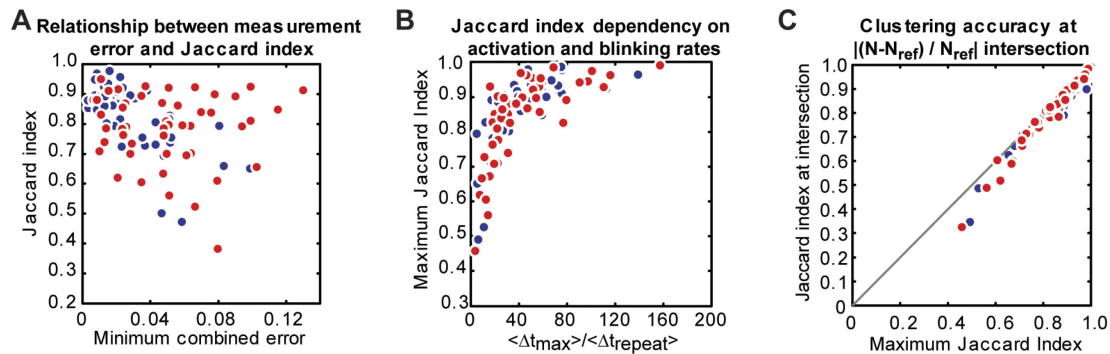 A
Relationship between measurement
error and Jaccard index
Jaccard index
1.0
0.9
0.8
0.7
0.6
0.5
0.4
0.3
0.2
0
0.04
0.08
0.12
Minimum combined error
B
Jaccard index dependency on
activation and blinking rates
Maximum Jaccard Index
1.0
0.9
0.8
0.7
0.6
0.5
0.4
0.3
0
40
80
120
160
200
<Δtmax>/<Δtrepeat>
C
Clustering accuracy at
|(N-Nref) / Nref| intersection
Jaccard index at intersection
1.0
0.9
0.8
0.7
0.6
0.5
0.4
0.3
0.2
0.1
0
0
0.2
0.4
0.6
0.8
1.0
Maximum Jaccard Index